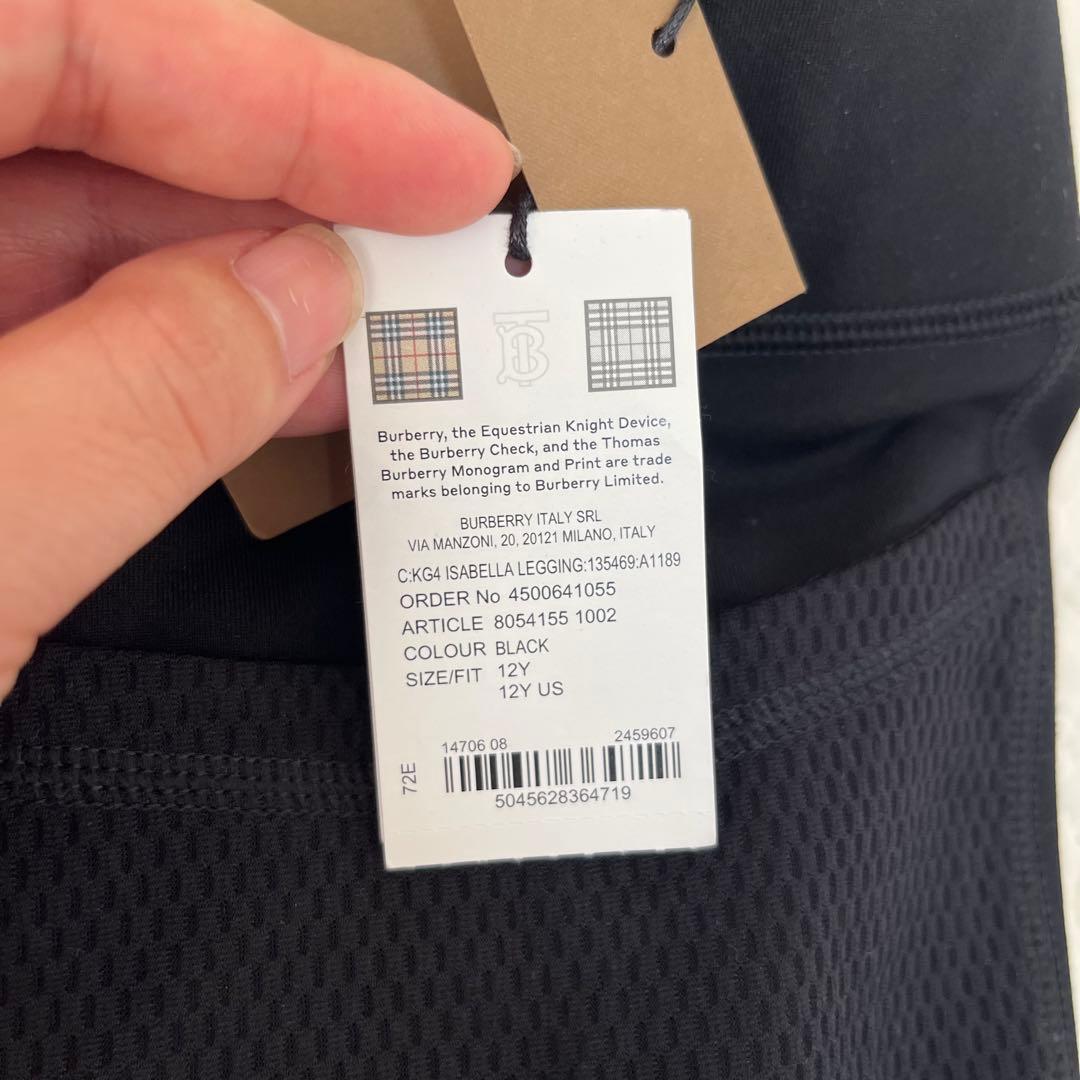 Burberry, the Equestrian Knight Device,
the Burberry Check, and the Thomas
Burberry Monogram and Print are trade
marks belonging to Burberry Limited.
BURBERRY ITALY SRL
VIA MANZONI, 20, 20121 MILANO, ITALY
C:KG4 ISABELLA LEGGING:135469:A1189
ORDER No 4500641055
ARTICLE 8054155 1002
COLOUR BLACK
SIZE/FIT 12Y
12Y US
14706 08 2459607
72E
5045628364719